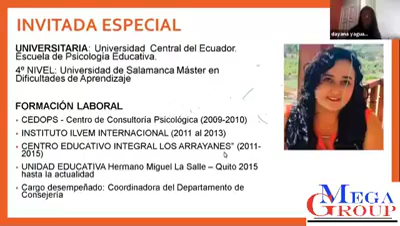 INVITADA ESPECIAL
dayana yagua...
UNIVERSITARIA: Universidad Central del Ecuador.
Escuela de Psicología Educativa.
4º NIVEL: Universidad de Salamanca Máster en
Dificultades de Aprendizaje
FORMACIÓN LABORAL
• CEDOPS - Centro de Consultoría Psicológica (2009-2010)
• INSTITUTO ILVEM INTERNACIONAL (2011 al 2013)
• CENTRO EDUCATIVO INTEGRAL LOS ARRAYANES" (2011-
2015)
• UNIDAD EDUCATIVA Hermano Miguel La Salle – Quito 2015
hasta la actualidad
• Cargo desempeñado: Coordinadora del Departamento de
Consejería
MEGA
GROUP